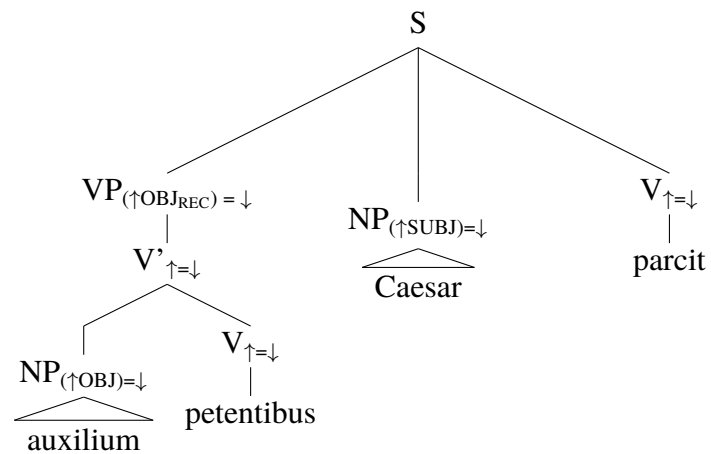 S
VP(↑OBJREC) = ↓
NP(↑SUBJ)=↓
V↑=↓
V’↑=↓
parcit
Caesar
V↑=↓
NP(↑OBJ)=↓
petentibus
auxilium